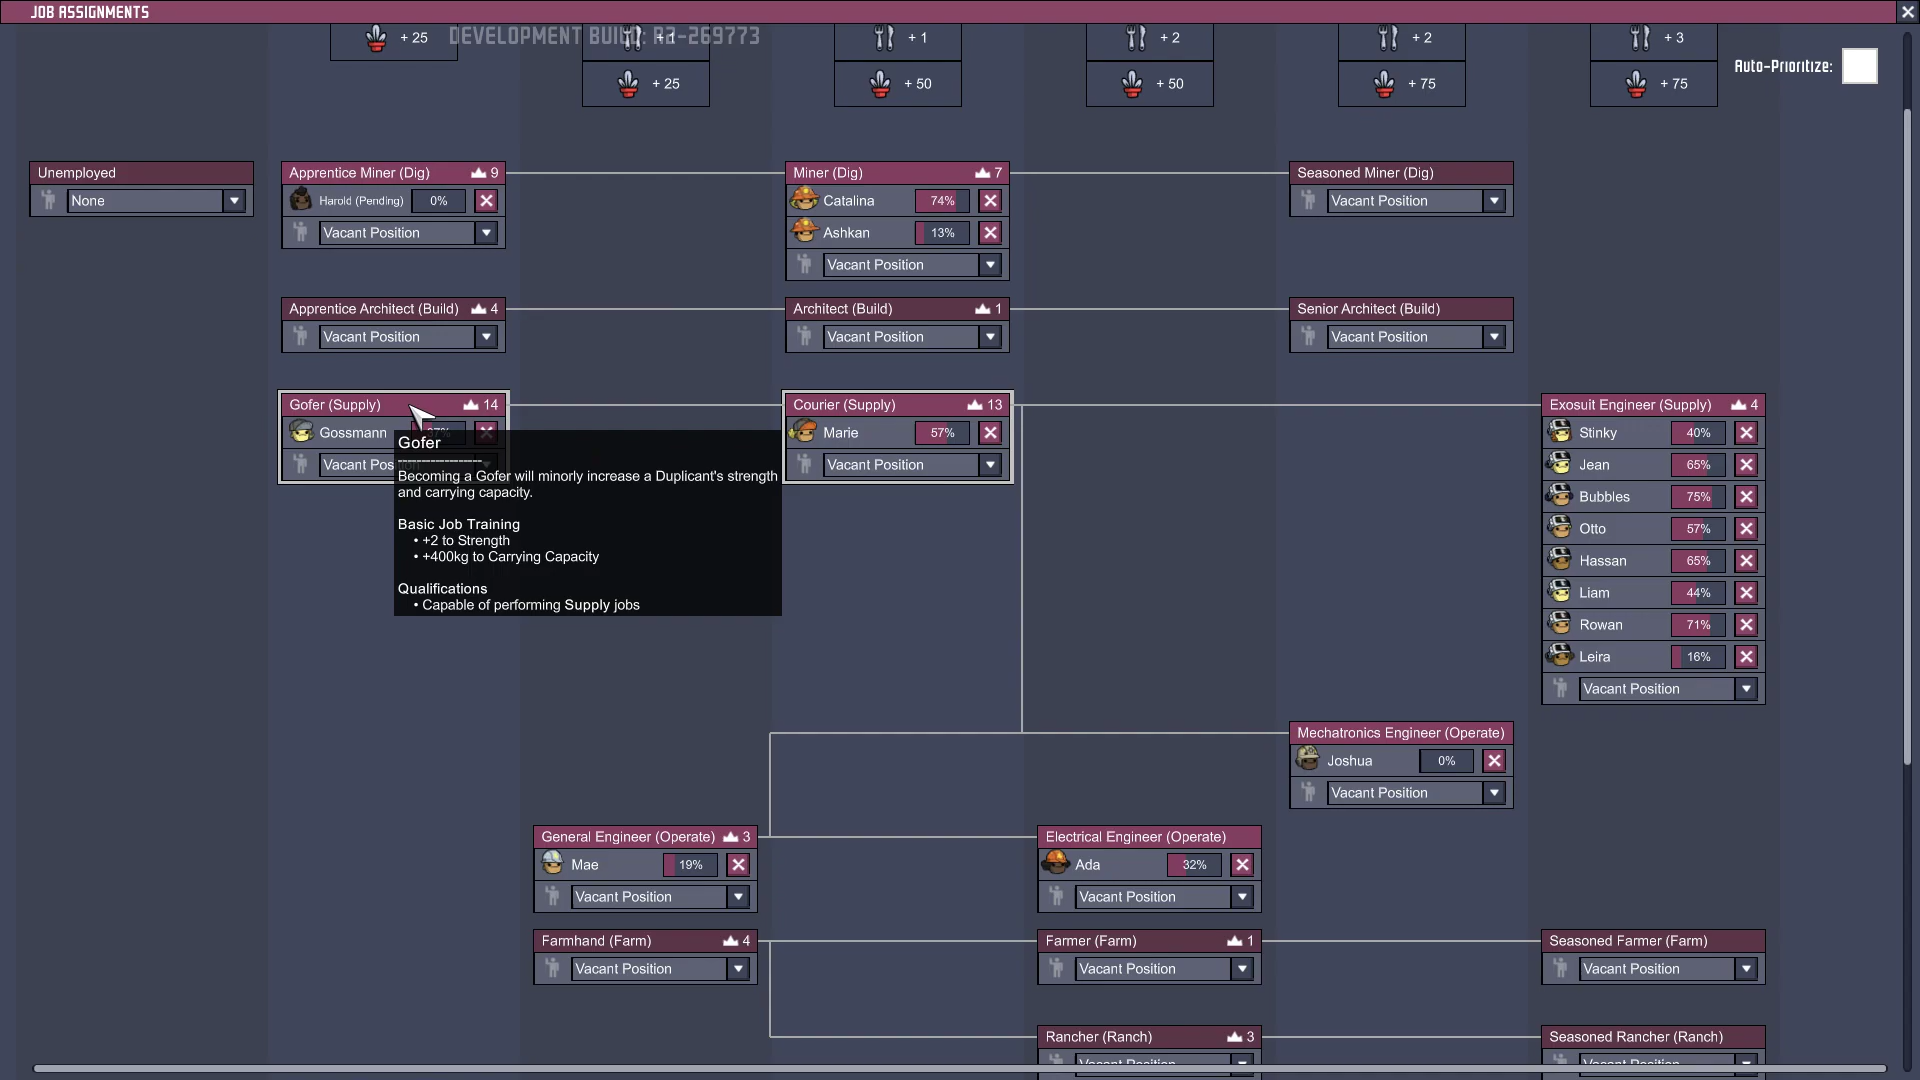 JOB ASSIGNMENTS
DEVELOPMENT BUILD: R2-269773
+ 25
+ 1
+ 1
+ 2
+ 2
+ 3
Auto-Prioritize:
+ 25
+ 50
+ 50
+ 75
+ 75
Unemployed
None
Apprentice Miner (Dig) 9
Harold (Pending) 0%
Vacant Position
Miner (Dig) 7
Catalina 74%
Ashkan 13%
Vacant Position
Seasoned Miner (Dig)
Vacant Position
Apprentice Architect (Build) 4
Vacant Position
Architect (Build) 1
Vacant Position
Senior Architect (Build)
Vacant Position
Gofer (Supply) 14
Gossmann
Vacant Position
Gofer
Becoming a Gofer will minorly increase a Duplicant's strength
and carrying capacity.
Basic Job Training
• +2 to Strength
• +400kg to Carrying Capacity
Qualifications
• Capable of performing Supply jobs
Courier (Supply) 13
Marie 57%
Vacant Position
Exosuit Engineer (Supply) 4
Stinky 40%
Jean 65%
Bubbles 75%
Otto 57%
Hassan 65%
Liam 44%
Rowan 71%
Leira 16%
Vacant Position
Mechatronics Engineer (Operate)
Joshua 0%
Vacant Position
General Engineer (Operate) 3
Mae 19%
Vacant Position
Electrical Engineer (Operate)
Ada 32%
Vacant Position
Farmhand (Farm) 4
Vacant Position
Farmer (Farm) 1
Vacant Position
Seasoned Farmer (Farm)
Vacant Position
Rancher (Ranch) 3
Vacant Position
Seasoned Rancher (Ranch)
Vacant Position